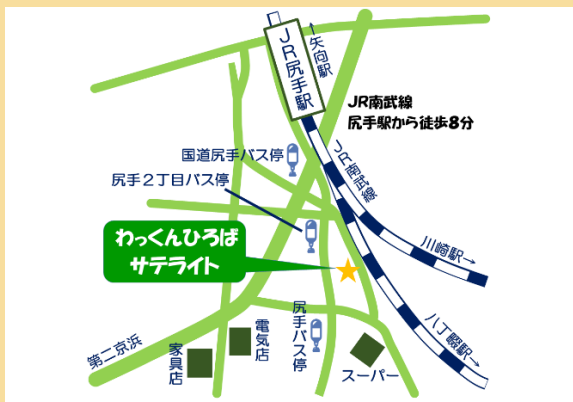 ↑矢向駅
JR尻手駅
JR南武線
尻手駅から徒歩8分
国道尻手バス停
JR南武線
尻手2丁目バス停
わっくんひろば
サテライト
川崎駅→
八丁畷駅→
尻手バス停
第二京浜
電気店
家具店
スーパー